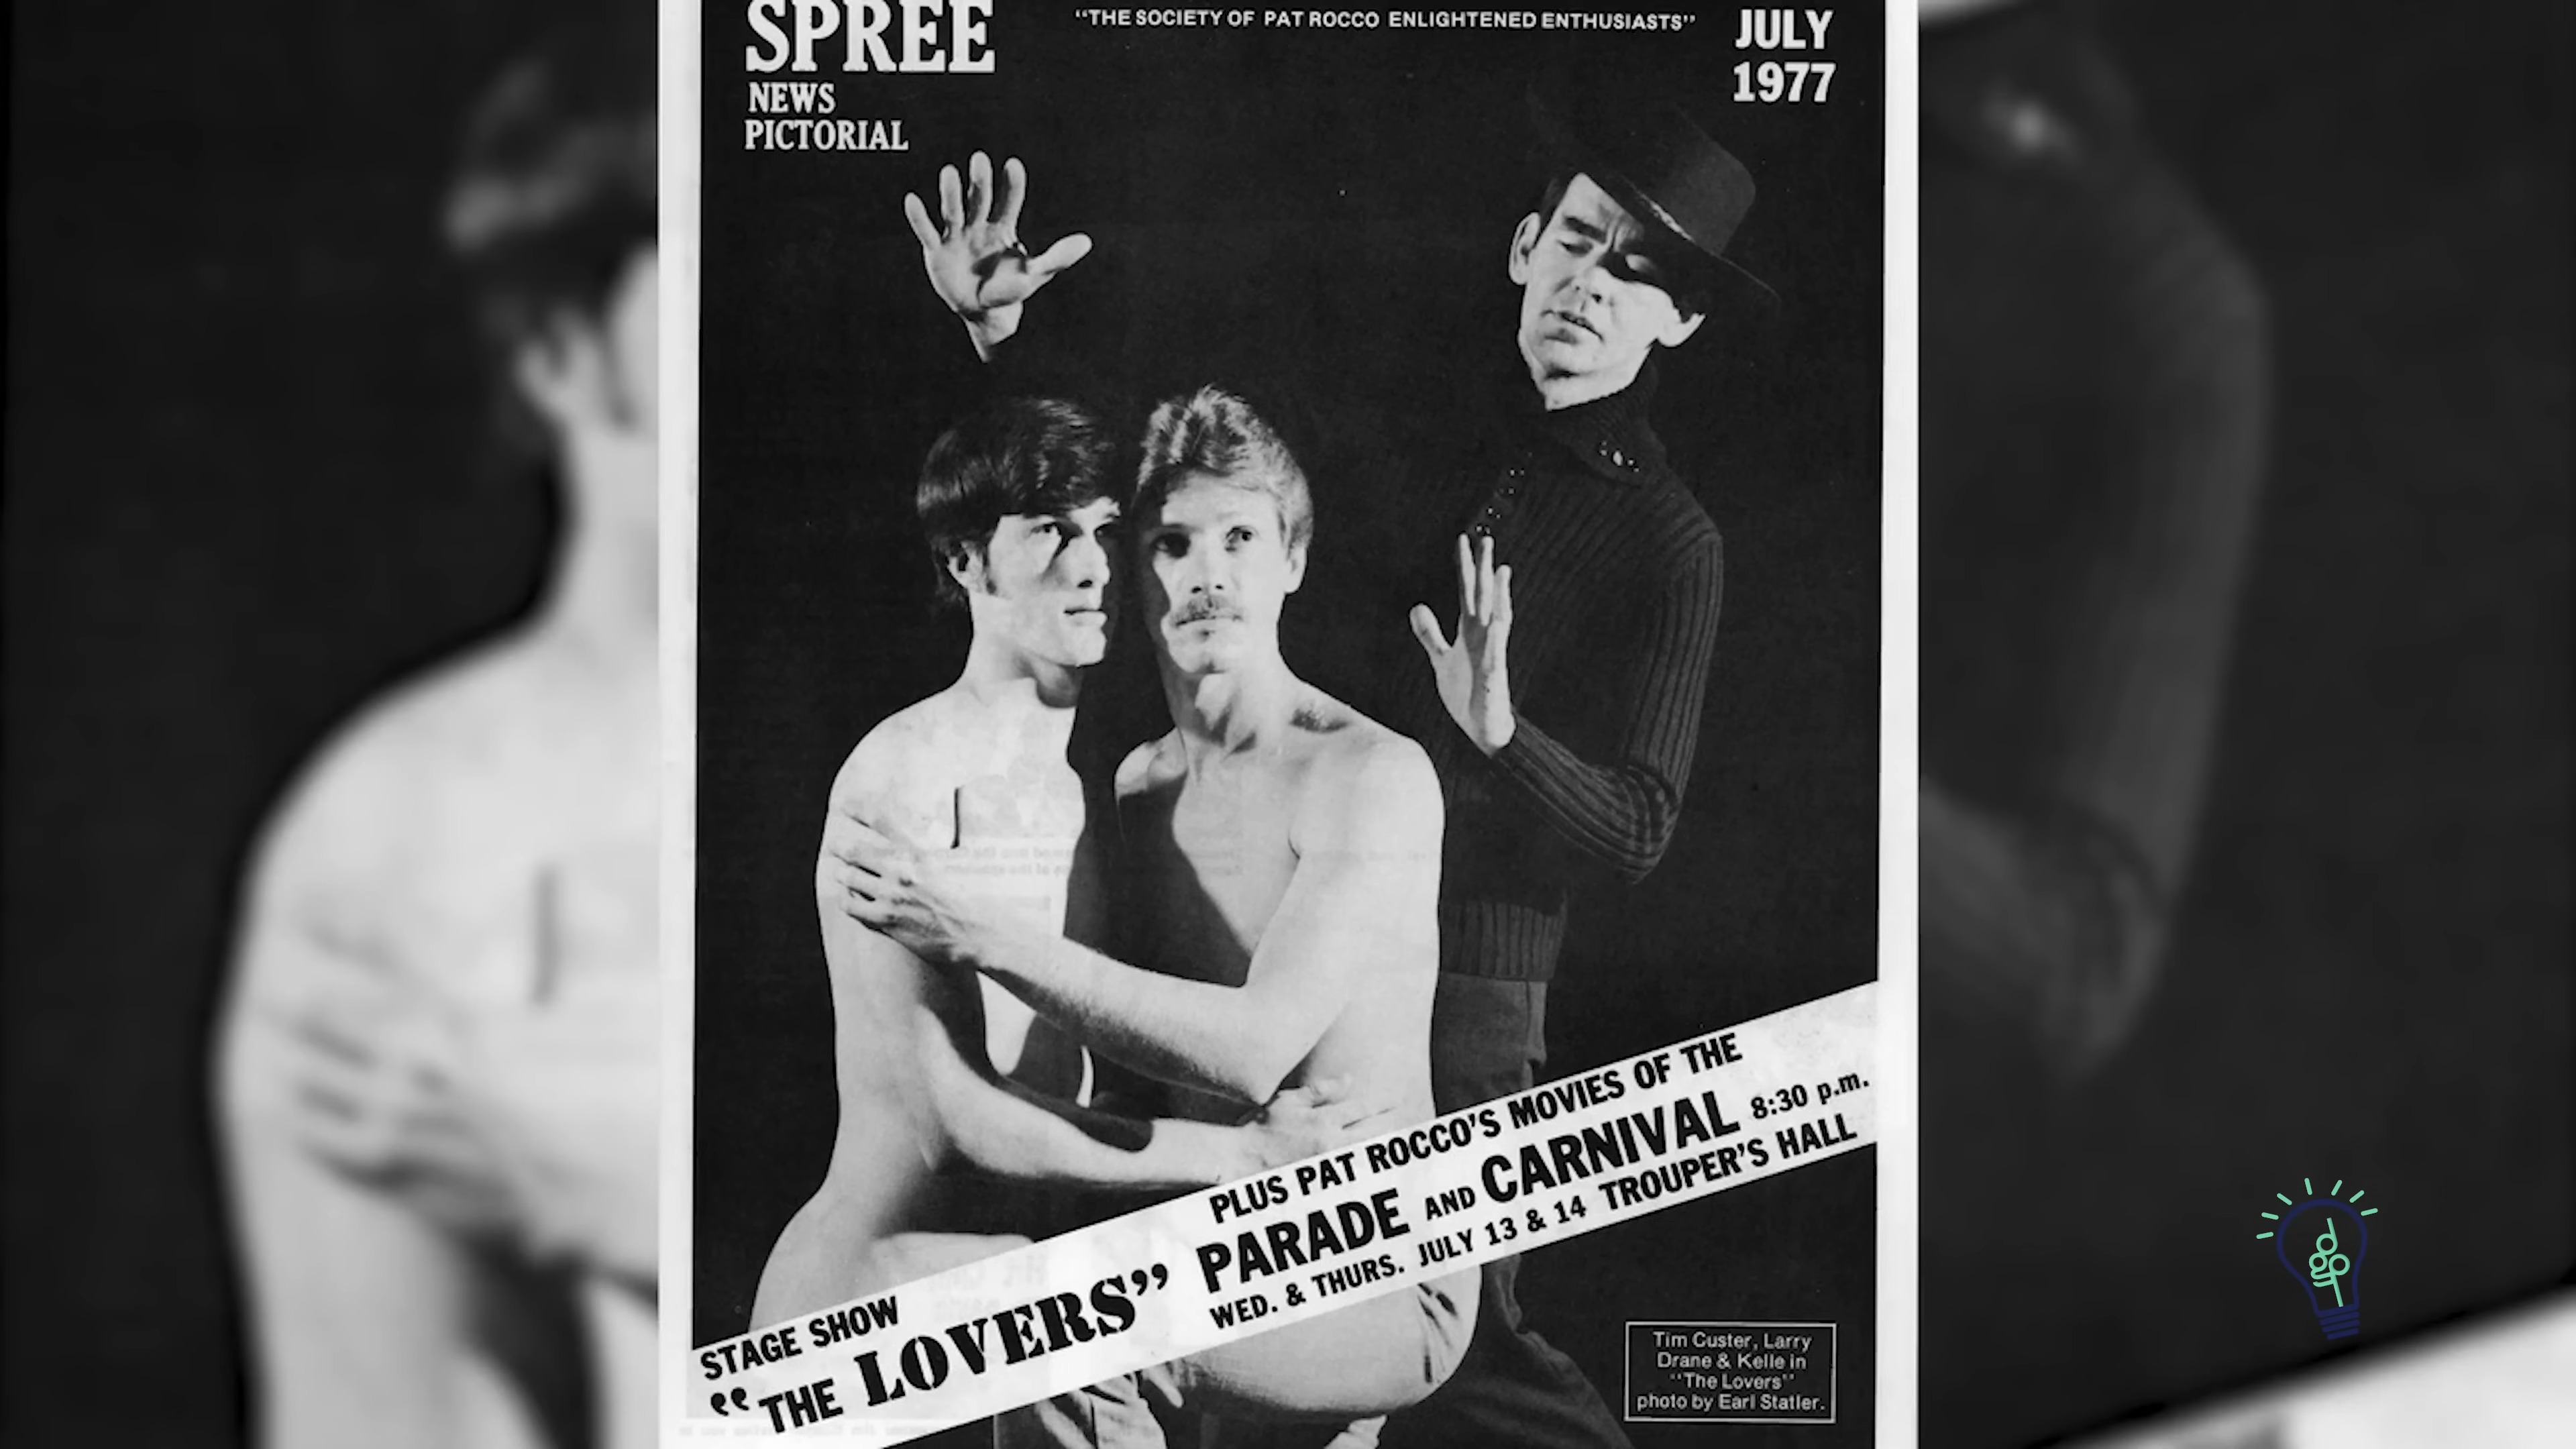 SPREE
NEWS
PICTORIAL
"THE SOCIETY OF PAT ROCCO ENLIGHTENED ENTHUSIASTS"
JULY
1977
STAGE SHOW
"THE LOVERS"
PLUS PAT ROCCO'S MOVIES OF THE
PARADE AND CARNIVAL 8:30 p.m.
WED. & THURS. JULY 13 & 14 TROUPER'S HALL
Tim Custer, Larry
Drane & Kelle in
"The Lovers"
photo by Earl Statler.